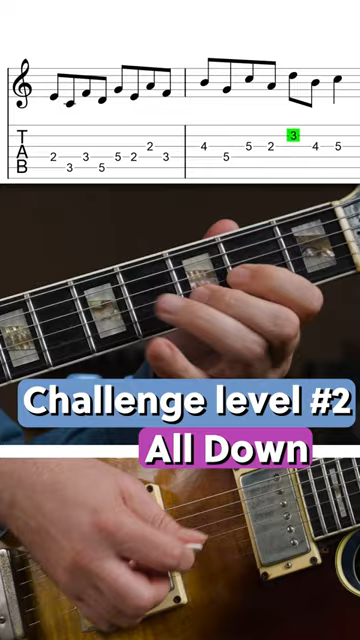 T 3
2 4 5 2 4 5
A 2 3 5 2 3 5
B 3 5
Challenge level #2
All Down